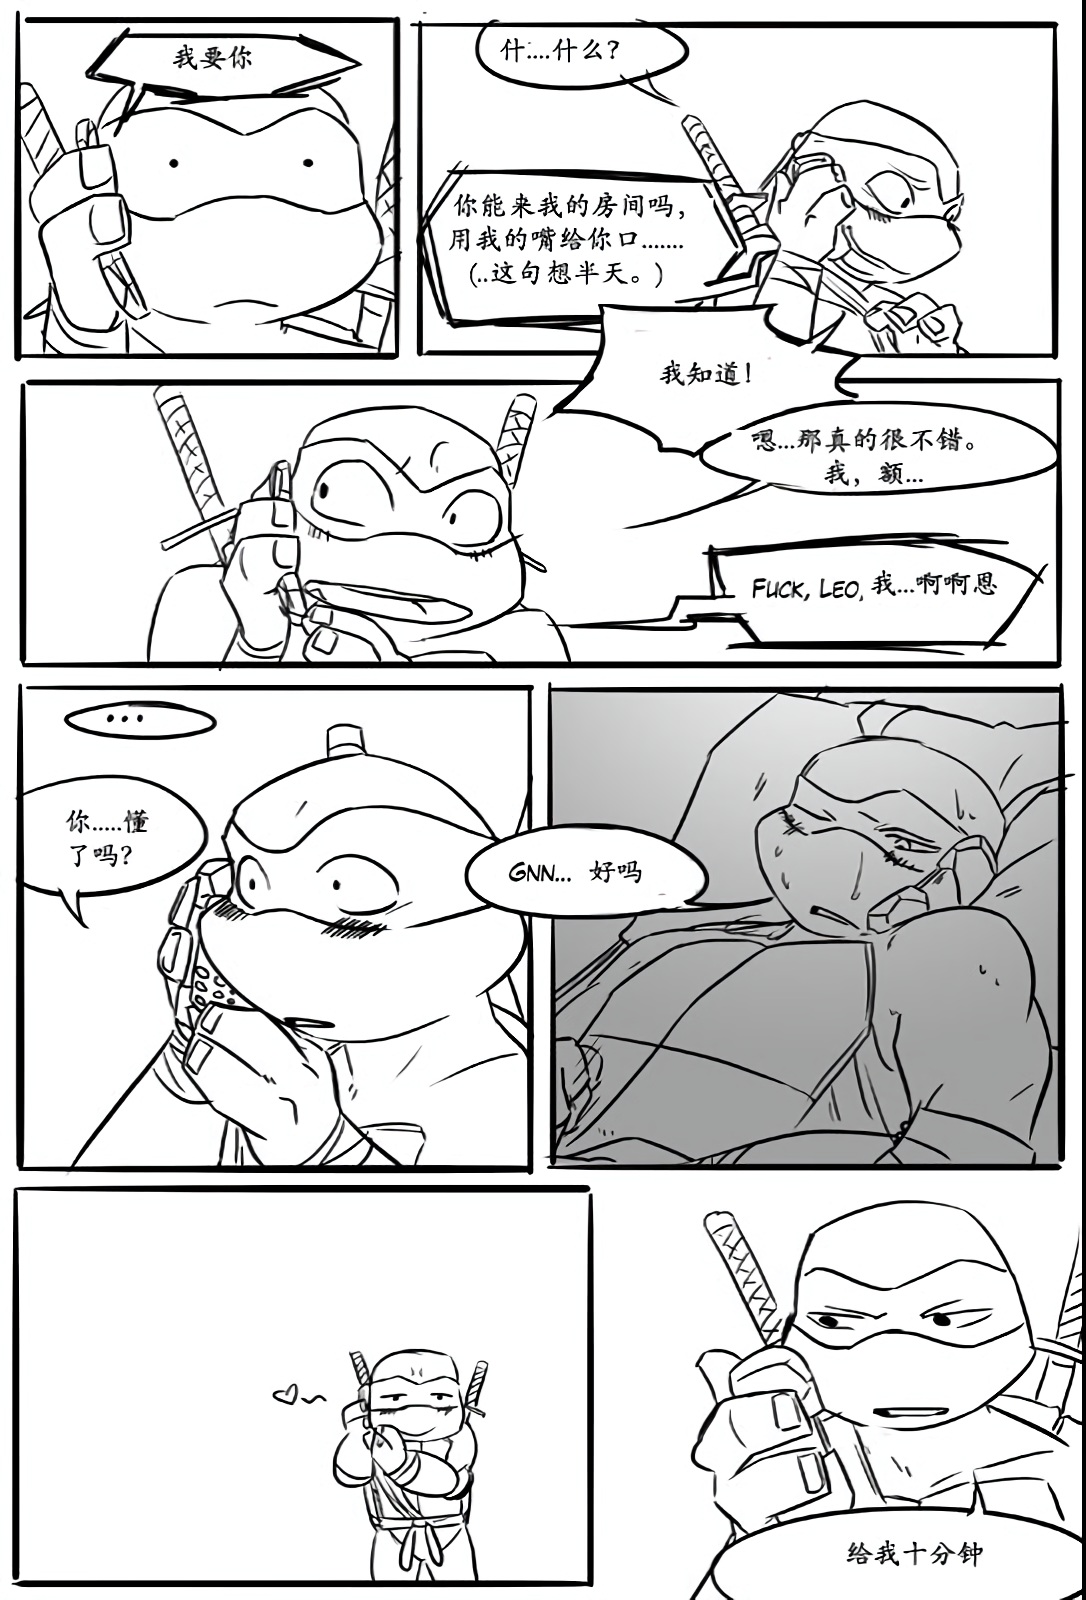 我要你
什....什么?
你能来我的房间吗,
用我的嘴给你口.......
(..这句想半天。)
我知道!
嗯...那真的很不错。
我，额...
FUCK, LEO, 我...啊啊恩
...
你.....懂
了吗?
GNN... 好吗
给我十分钟